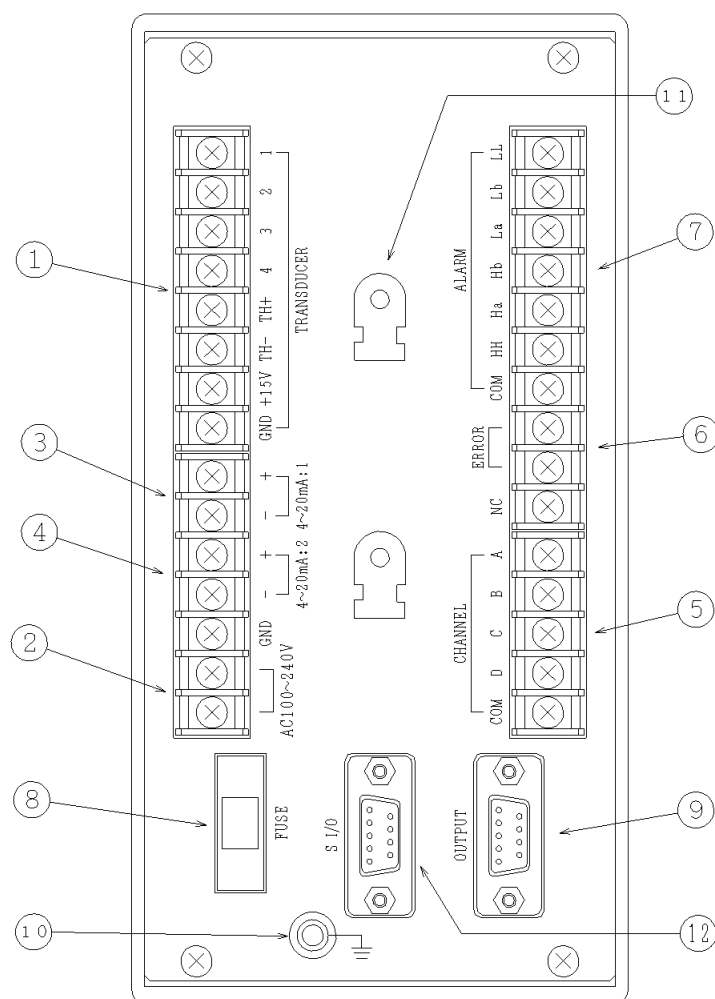 11
1
2
3
4
TH+
TH-
+15V
GND
TRANSDUCER
+
-
4~20mA:1
+
-
4~20mA:2
GND
AC100~240V
LL
Lb
La
Hb
Ha
HH
COM
ALARM
ERROR
NC
A
B
C
D
COM
CHANNEL
1
3
4
2
8
10
7
6
5
9
12
FUSE
S I/O
OUTPUT